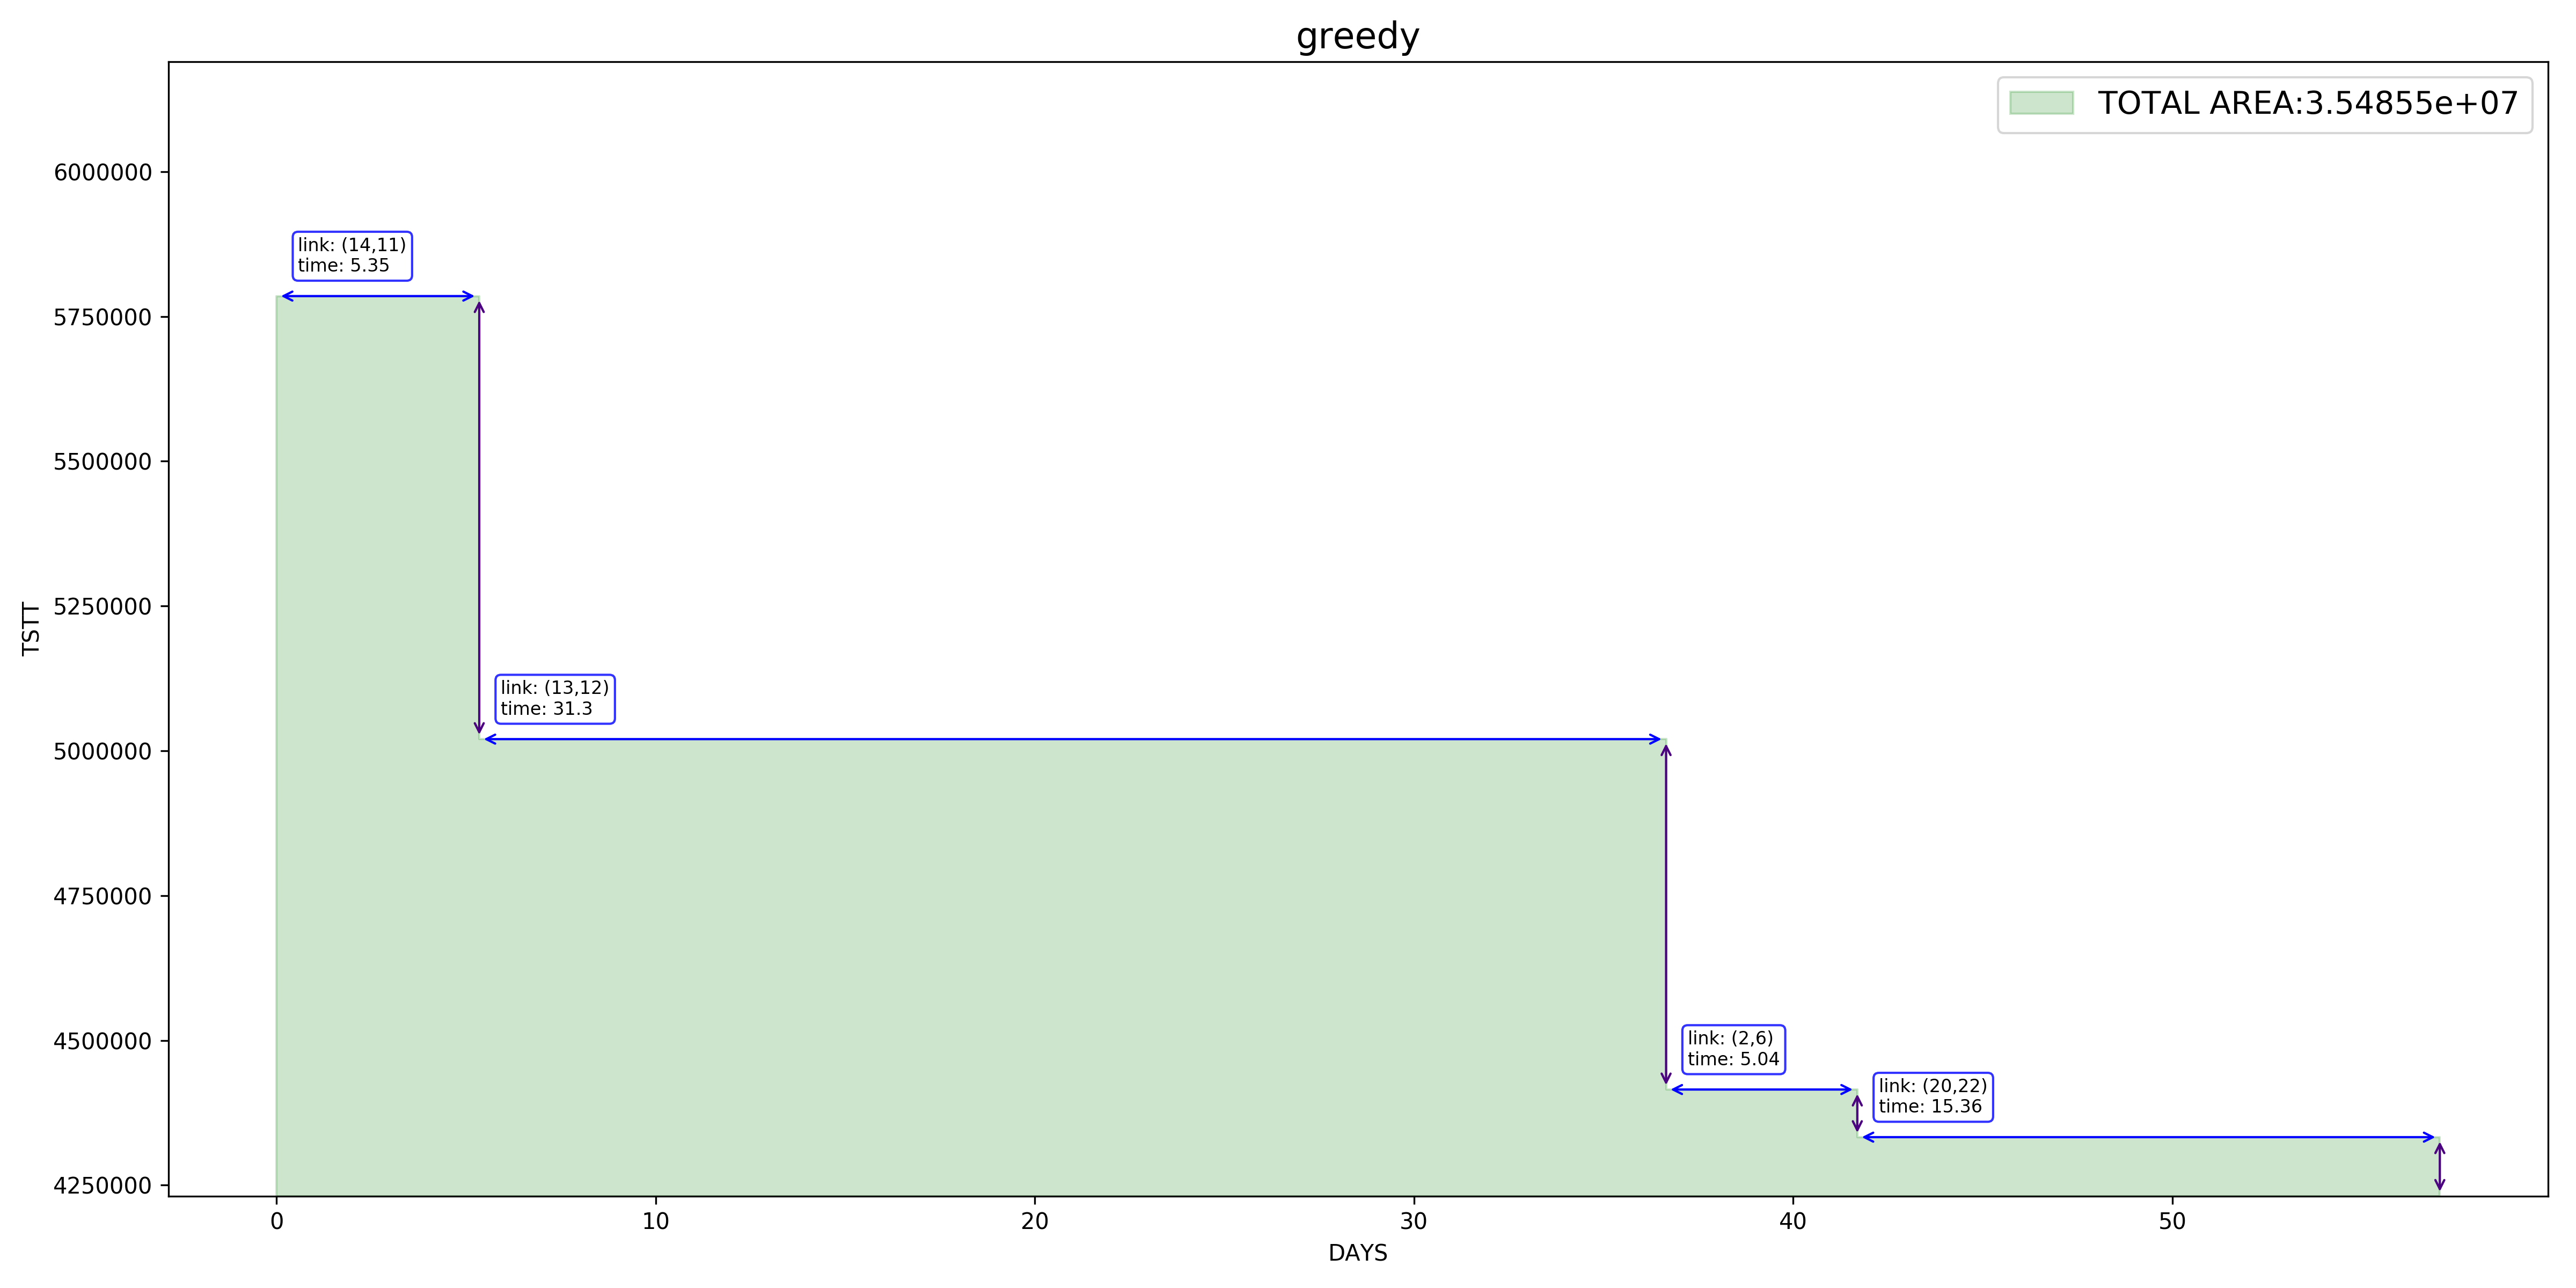 greedy
TOTAL AREA:3.54855e+07
6000000
5750000
5500000
5250000
5000000
4750000
4500000
4250000
TSTT
link: (14,11)
time: 5.35
link: (13,12)
time: 31.3
link: (2,6)
time: 5.04
link: (20,22)
time: 15.36
0
10
20
30
40
50
DAYS